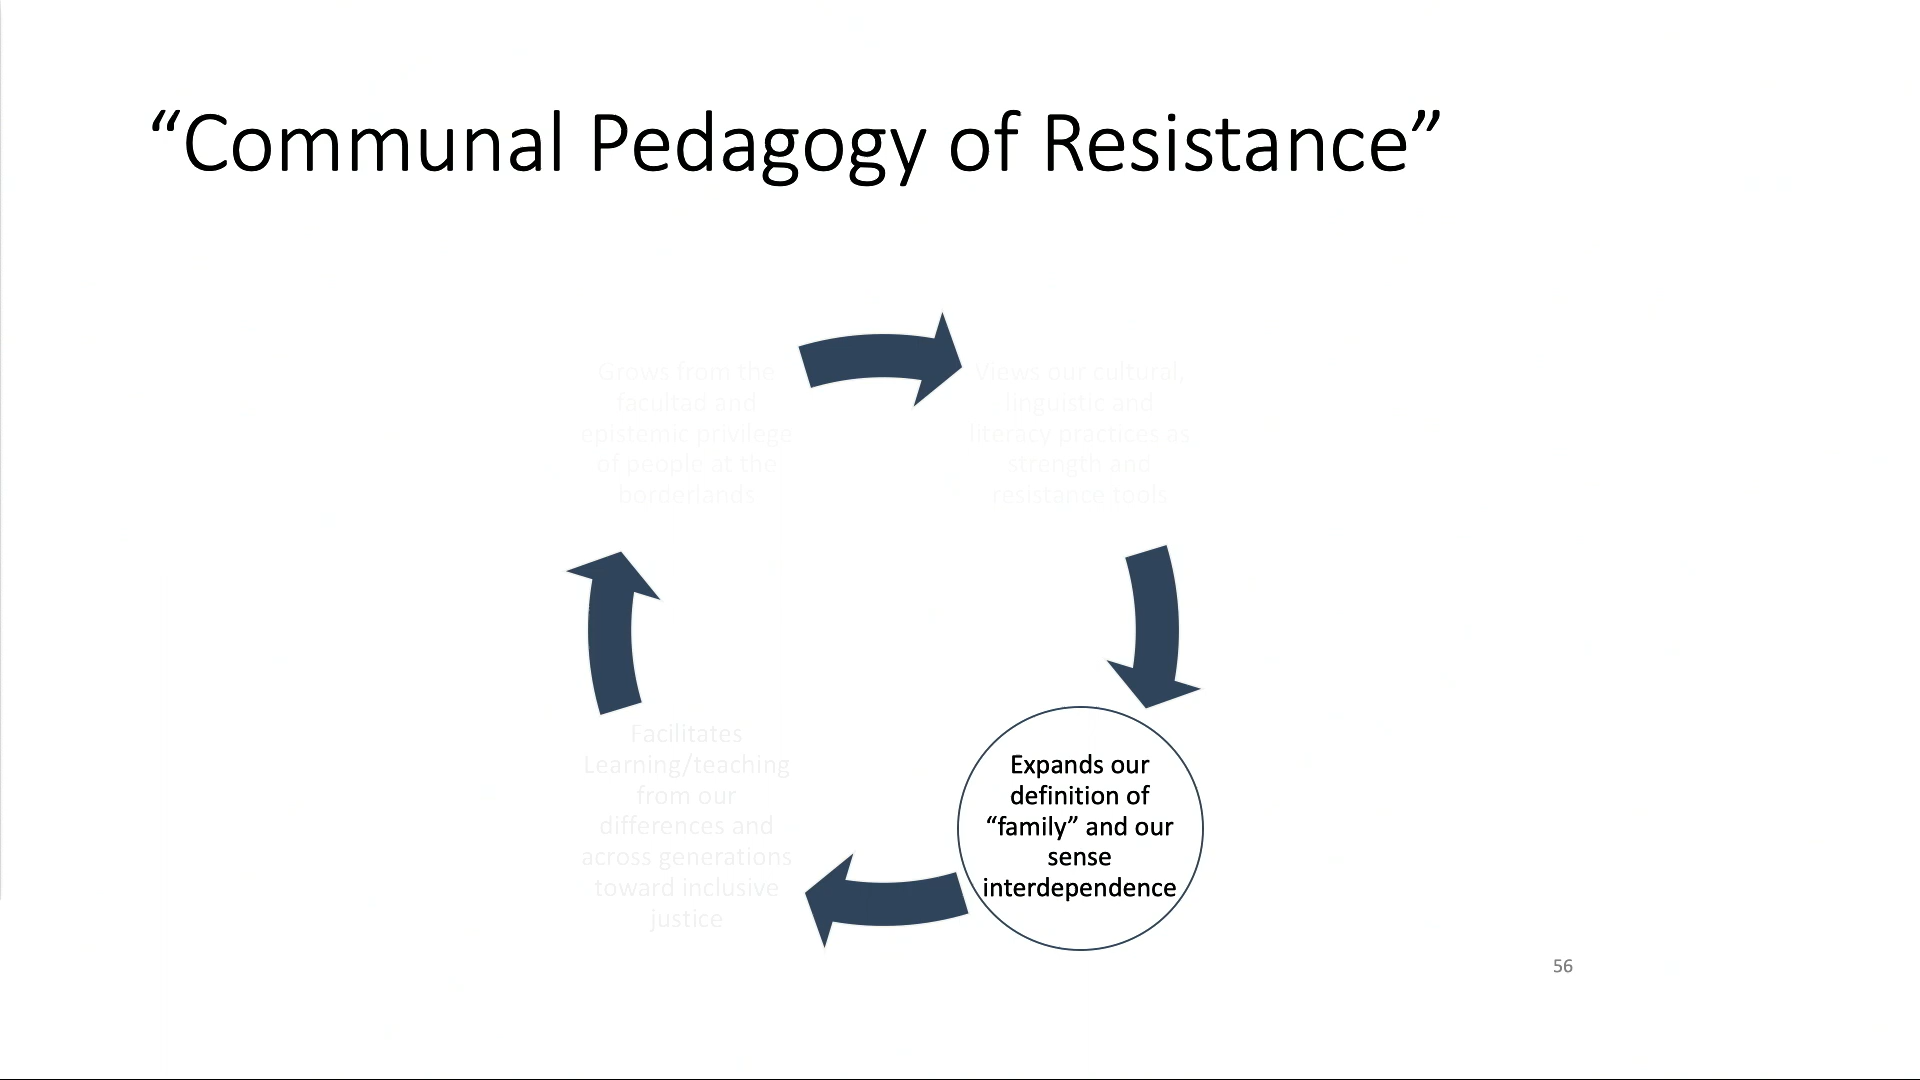 “Communal Pedagogy of Resistance”
Grows from the
facultad and
epistemic privilege
of people at the
borderlands
Views our cultural,
linguistic and
literacy practices as
strength and
resistance tools
Expands our
definition of
“family” and our
sense
interdependence
Facilitates
Learning/teaching
from our
differences and
across generations
toward inclusive
justice
56